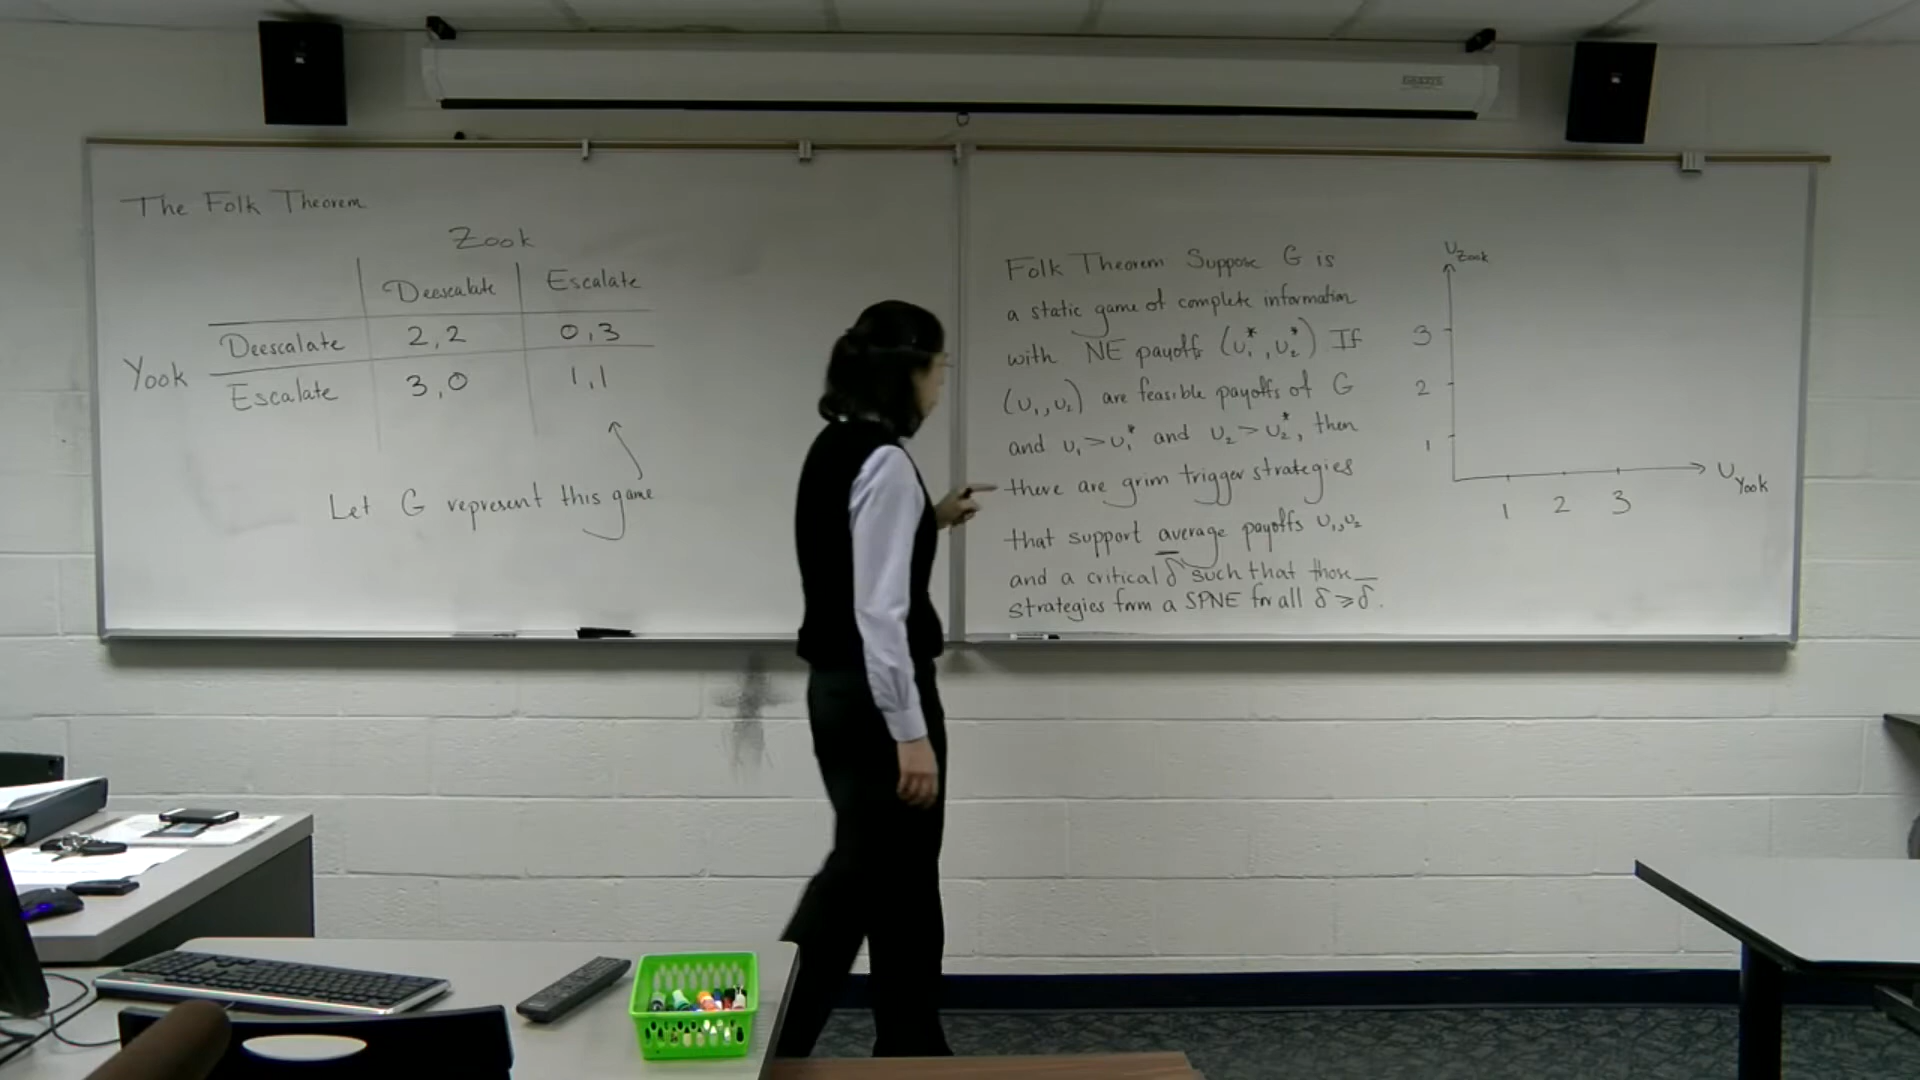 The Folk Theorem
Zook
Deescalate Escalate
Deescalate 2,2 0,3
Yook
Escalate 3,0 1,1
Let G represent this game
Folk Theorem Suppose G is
a static game of complete information
with NE payoffs (U₁*, U₂*) If
(U₁, U₂) are feasible payoffs of G
and U₁ > U₁* and U₂ > U₂*, then
there are grim trigger strategies
that support average payoffs U₁, U₂
and a critical δ̲ such that those
strategies form a SPNE for all δ ⩾ δ̲.
U Zook
3
2
1
1 2 3
U Yook